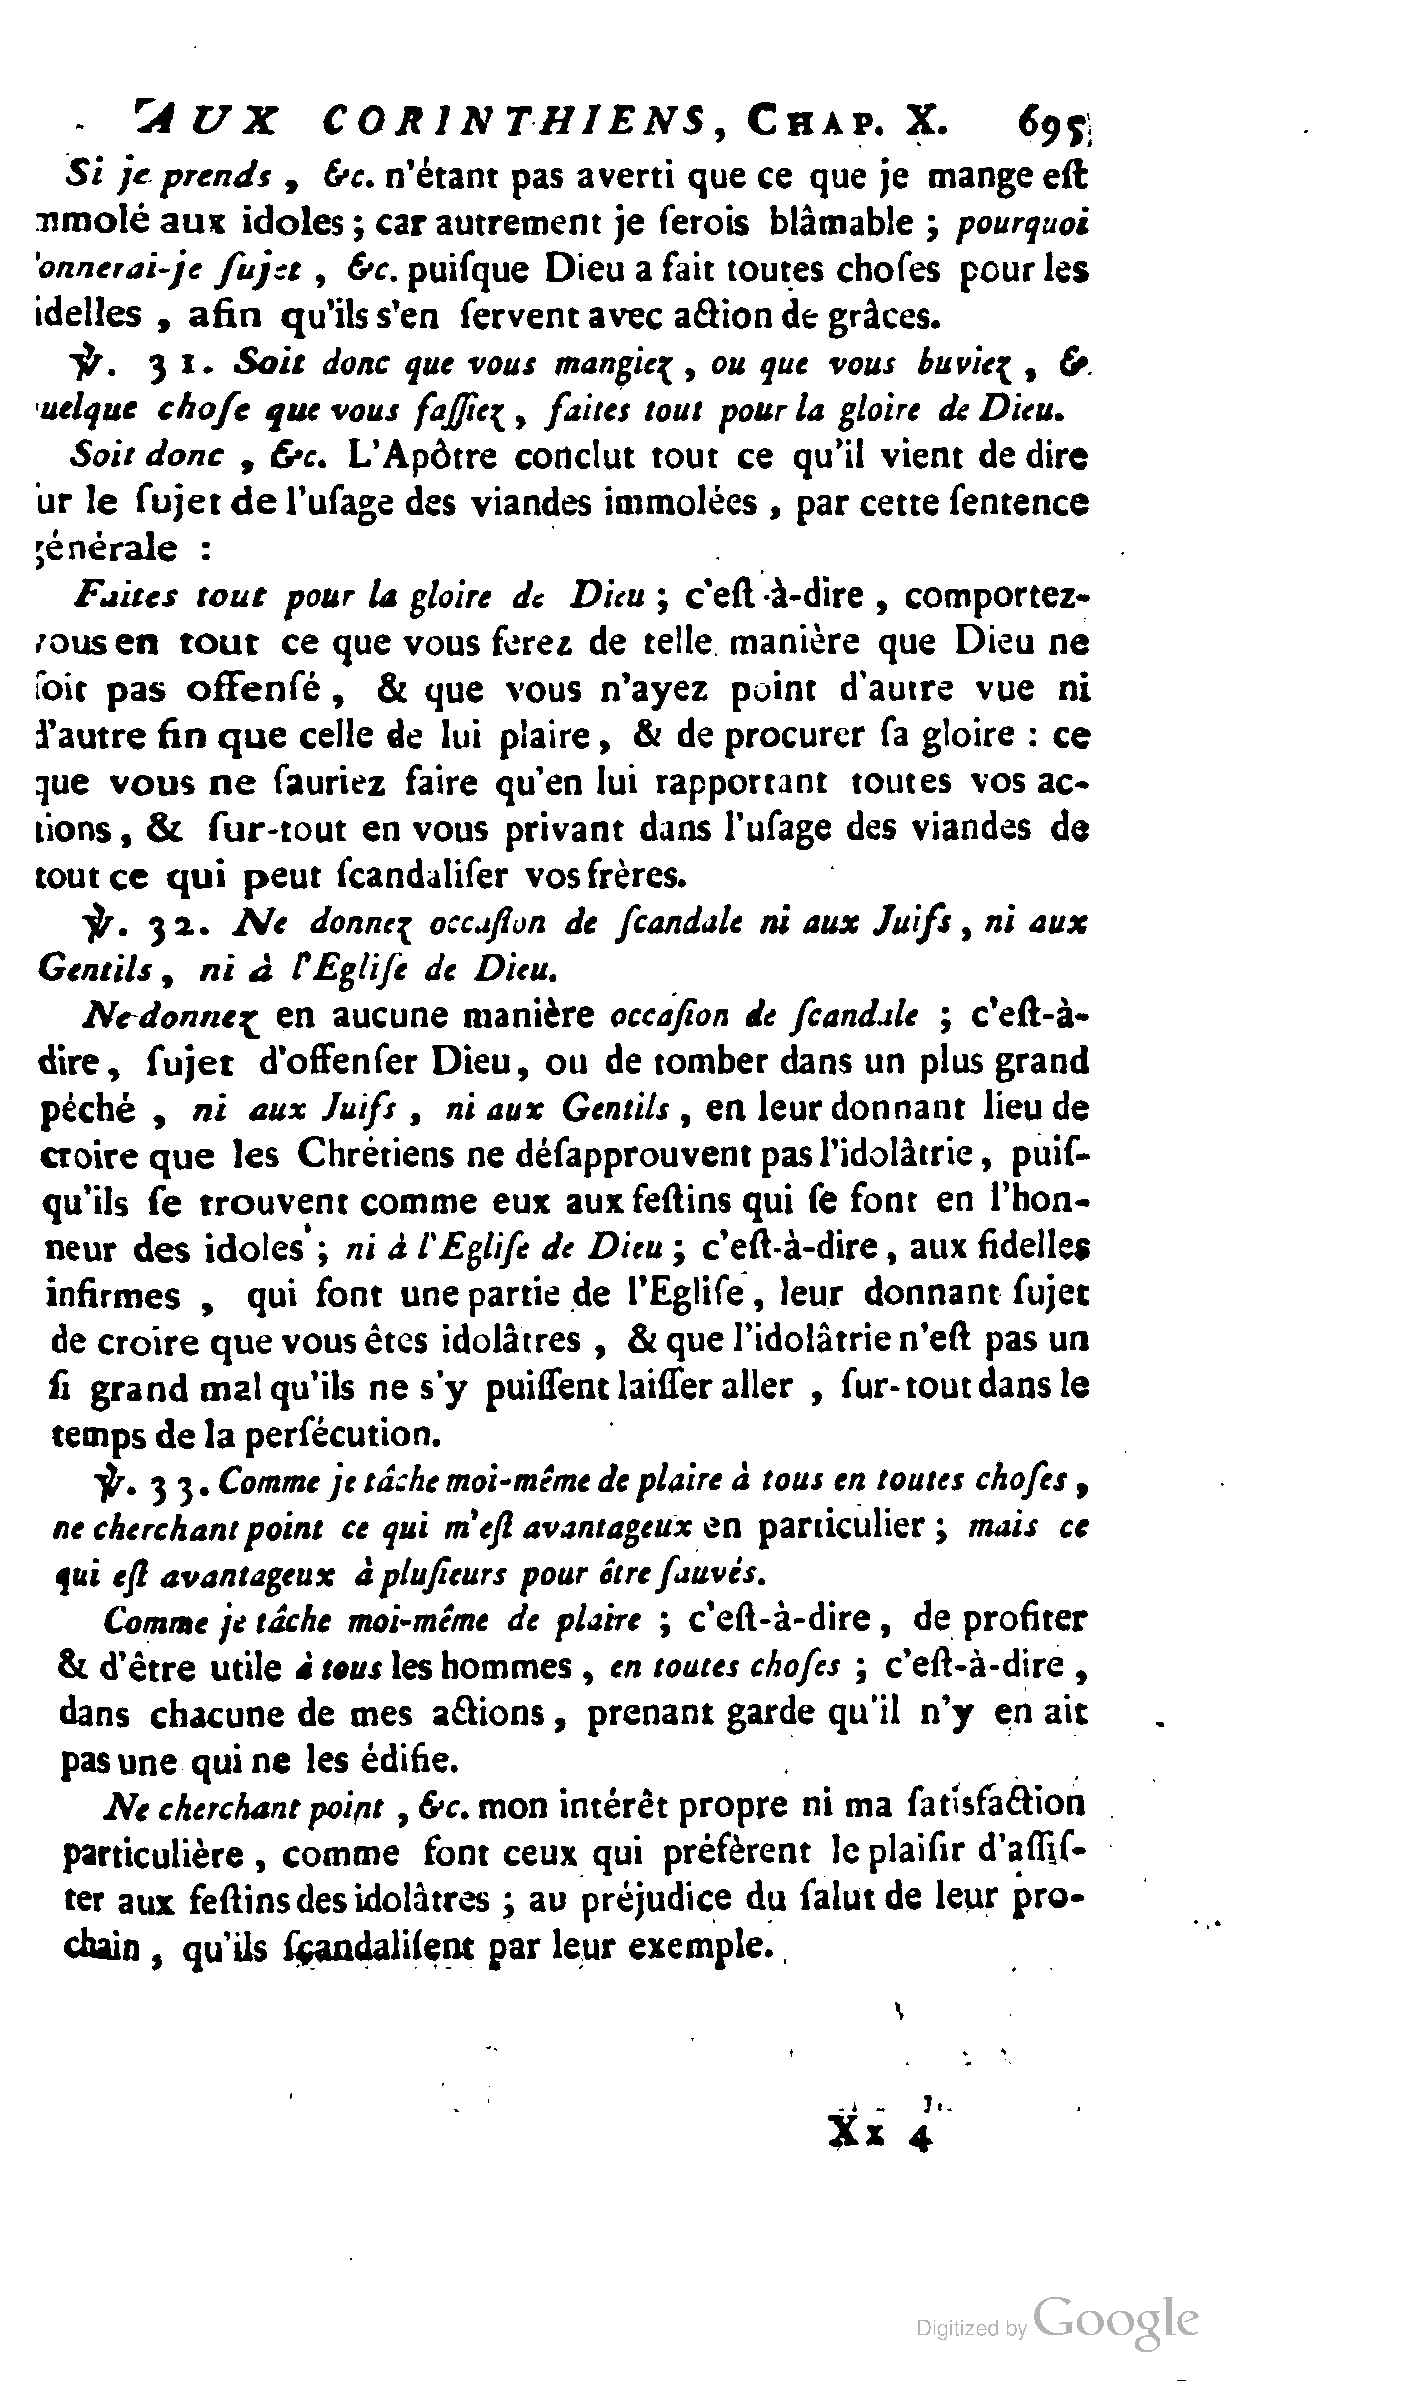 AUX CORINTHIENS, CHAP. X. 695
Si je prends, &c. n'étant pas averti que ce que je mange eſt
mmolé aux idoles; car autrement je ſerois blâmable; pourquoi
onnerai-je ſujet, &c. puiſque Dieu a fait toutes choſes pour les
idelles, afin qu'ils s'en ſervent avec action de grâces.
℣. 31. Soit donc que vous mangiez, ou que vous buviez, &
uelque choſe que vous faſſiez, faites tout pour la gloire de Dieu.
Soit donc, &c. L'Apôtre conclut tout ce qu'il vient de dire
ur le ſujet de l'uſage des viandes immolées, par cette ſentence
générale :
Faites tout pour la gloire de Dieu; c'eſt-à-dire, comportez-
vous en tout ce que vous ferez de telle manière que Dieu ne
ſoit pas offenſé, & que vous n'ayez point d'autre vue ni
d'autre fin que celle de lui plaire, & de procurer ſa gloire : ce
que vous ne ſauriez faire qu'en lui rapportant toutes vos ac-
tions, & ſur-tout en vous privant dans l'uſage des viandes de
tout ce qui peut ſcandaliſer vos frères.
℣. 32. Ne donnez occaſion de ſcandale ni aux Juifs, ni aux
Gentils, ni à l'Egliſe de Dieu.
Ne donnez en aucune manière occaſion de ſcandale; c'eſt-à-
dire, ſujet d'offenſer Dieu, ou de tomber dans un plus grand
péché, ni aux Juifs, ni aux Gentils, en leur donnant lieu de
croire que les Chrétiens ne déſapprouvent pas l'idolâtrie, puiſ-
qu'ils ſe trouvent comme eux aux feſtins qui ſe font en l'hon-
neur des idoles; ni à l'Egliſe de Dieu; c'eſt-à-dire, aux fidelles
infirmes, qui font une partie de l'Egliſe, leur donnant ſujet
de croire que vous êtes idolâtres, & que l'idolâtrie n'eſt pas un
ſi grand mal qu'ils ne s'y puiſſent laiſſer aller, ſur-tout dans le
temps de la perſécution.
℣. 33. Comme je tâche moi-même de plaire à tous en toutes choſes,
ne cherchant point ce qui m'eſt avantageux en particulier; mais ce
qui eſt avantageux à pluſieurs pour être ſauvés.
Comme je tâche moi-même de plaire; c'eſt-à-dire, de profiter
& d'être utile à tous les hommes, en toutes choſes; c'eſt-à-dire,
dans chacune de mes actions, prenant garde qu'il n'y en ait
pas une qui ne les édifie.
Ne cherchant point, &c. mon intérêt propre ni ma ſatisfaction
particulière, comme font ceux qui préfèrent le plaiſir d'aſſiſ-
ter aux feſtins des idolâtres; au préjudice du ſalut de leur pro-
chain, qu'ils ſcandaliſent par leur exemple.
Xx 4
Digitized by Google